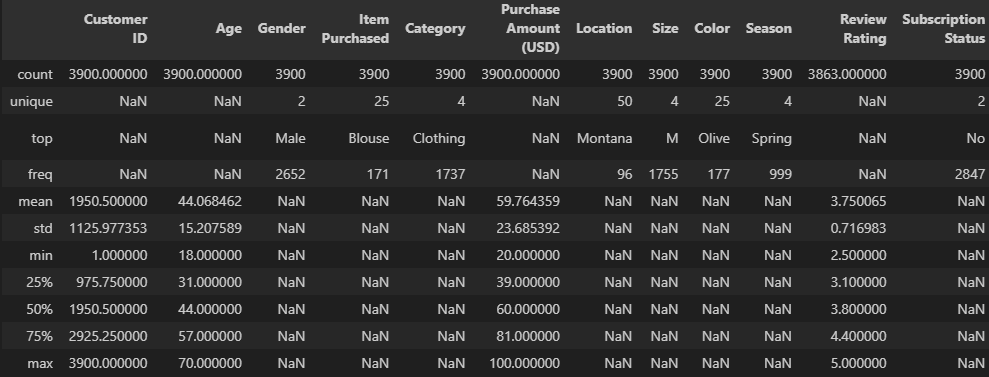 Customer ID Age Gender Item Purchased Category Purchase Amount (USD) Location Size Color Season Review Rating Subscription Status
count 3900.000000 3900.000000 3900 3900 3900 3900.000000 3900 3900 3900 3900 3863.000000 3900
unique NaN NaN 2 25 4 NaN 50 4 25 4 NaN 2
top NaN NaN Male Blouse Clothing NaN Montana M Olive Spring NaN No
freq NaN NaN 2652 171 1737 NaN 96 1755 177 999 NaN 2847
mean 1950.500000 44.068462 NaN NaN NaN 59.764359 NaN NaN NaN NaN 3.750065 NaN
std 1125.977353 15.207589 NaN NaN NaN 23.685392 NaN NaN NaN NaN 0.716983 NaN
min 1.000000 18.000000 NaN NaN NaN 20.000000 NaN NaN NaN NaN 2.500000 NaN
25% 975.750000 31.000000 NaN NaN NaN 39.000000 NaN NaN NaN NaN 3.100000 NaN
50% 1950.500000 44.000000 NaN NaN NaN 60.000000 NaN NaN NaN NaN 3.800000 NaN
75% 2925.250000 57.000000 NaN NaN NaN 81.000000 NaN NaN NaN NaN 4.400000 NaN
max 3900.000000 70.000000 NaN NaN NaN 100.000000 NaN NaN NaN NaN 5.000000 NaN